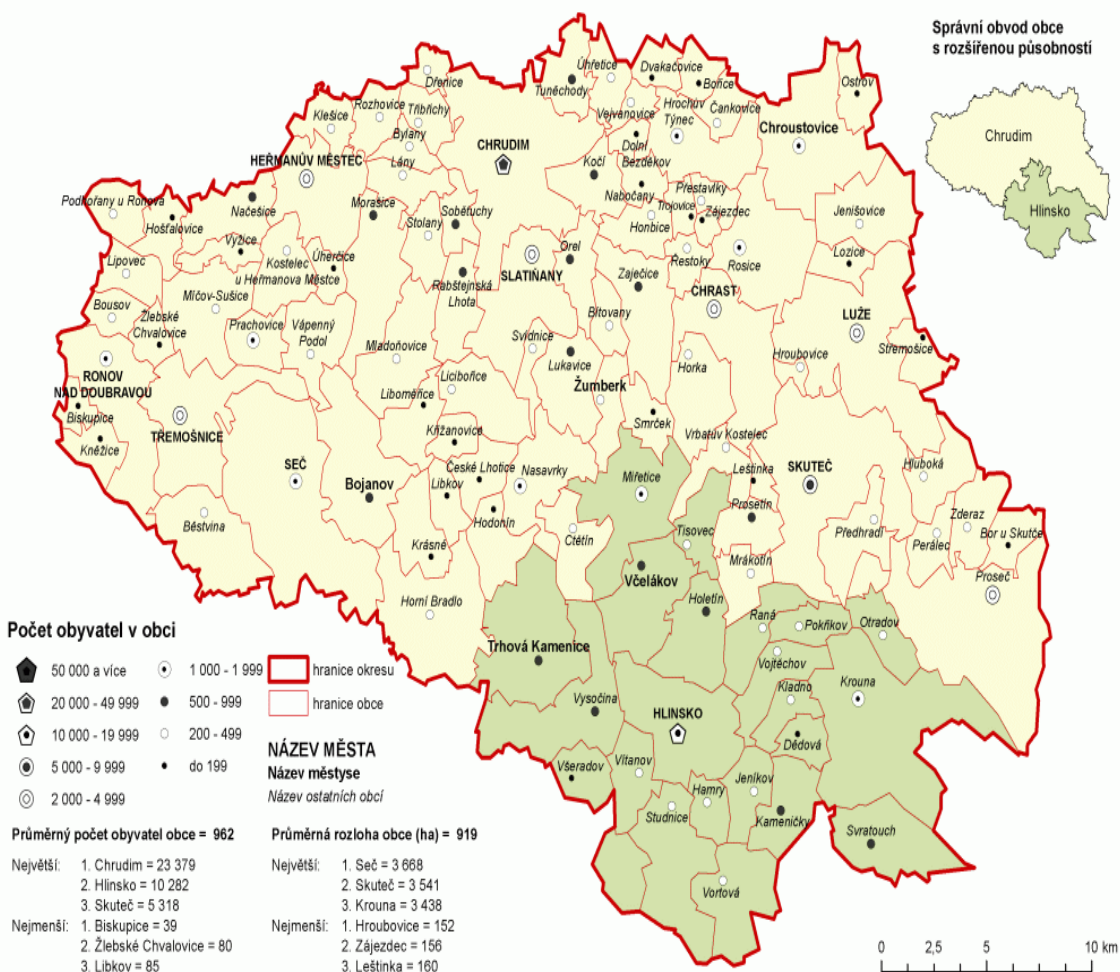 Správní obvod obce
s rozšířenou působností
Chrudim
Hlinsko
Dřenice
Úhřetice
Tuněchody
Dvakačovice
Bořice
Ostrov
Klešice
Rozhovice
Třibřichy
Bylany
Vejvanovice
Hrochův
Týnec
Čankovice
CHRUDIM
Chroustovice
Dolní
Bezděkov
HEŘMANŮV MĚSTEC
Lány
Kočí
Nabočany
Přestavlky
Podhořany u Ronova
Hošťalovice
Načešice
Morašice
Stolany
Sobětuchy
Trojovice
Zájezdec
Honbice
Jenišovice
Vyžice
Kostelec
u Heřmanova Městce
Úherčice
Orel
SLATIŇANY
Řestoky
Rosice
Lozice
Lipovec
Míčov-Sušice
Rabštejnská
Lhota
Zaječice
CHRAST
Bousov
Žlebské
Chvalovice
Prachovice
Vápenný
Podol
Mladoňovice
Svídnice
Bítovany
LUŽE
Stremošice
Hroubovice
Lukavice
Horka
RONOV
NAD DOUBRAVOU
Biskupice
Kněžice
TŘEMOŠNICE
Licibořice
Liboměřice
Žumberk
Smrček
Křižanovice
Vrbatův Kostelec
SEČ
Bojanov
České Lhotice
Libkov
Nasavrky
Hodonín
Miřetice
Leštinka
SKUTEČ
Prosetín
Hluboká
Zderaz
Bor u Skutče
Perálec
Předhradí
Běstvina
Krásné
Ctětín
Tisovec
Mrákotín
Proseč
Včelákov
Holetín
Horní Bradlo
Raná
Pokřikov
Otradov
Vojtěchov
Trhová Kamenice
Kladno
Krouna
Vysočina
HLINSKO
Dědová
Všeradov
Vítanov
Jeníkov
Hamry
Studnice
Kameničky
Svratouch
Vortová
Počet obyvatel v obci
50 000 a více
20 000 - 49 999
10 000 - 19 999
5 000 - 9 999
2 000 - 4 999
1 000 - 1 999
500 - 999
200 - 499
do 199
hranice okresu
hranice obce
NÁZEV MĚSTA
Název městyse
Název ostatních obcí
Průměrný počet obyvatel obce = 962
Největší: 1. Chrudim = 23 379
2. Hlinsko = 10 282
3. Skuteč = 5 318
Nejmenší: 1. Biskupice = 39
2. Žlebské Chvalovice = 80
3. Libkov = 85
Průměrná rozloha obce (ha) = 919
Největší: 1. Seč = 3 668
2. Skuteč = 3 541
3. Krouna = 3 438
Nejmenší: 1. Hroubovice = 152
2. Zájezdec = 156
3. Leštinka = 160
0 2,5 5 10 km